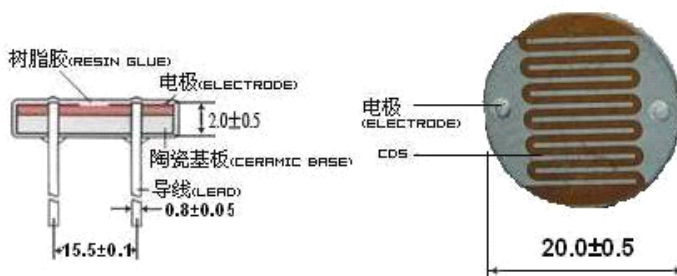 树脂胶(RESIN GLUE)
电极(ELECTRODE)
2.0±0.5
陶瓷基板(CERAMIC BASE)
导线(LEAD)
0.8±0.05
15.5±0.1
电极
(ELECTRODE)
CDS
20.0±0.5